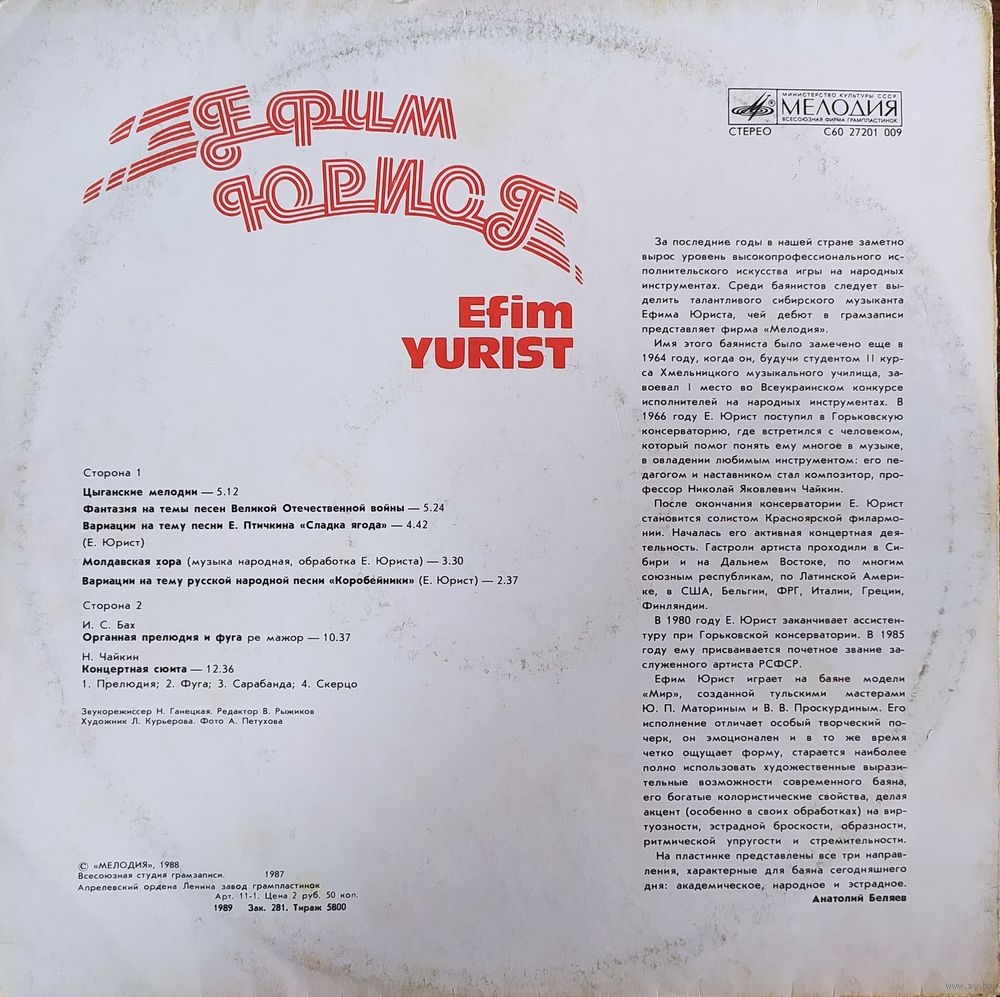 ЕФИМ
ЮРИСТ
Efim
YURIST
МИНИСТЕРСТВО КУЛЬТУРЫ СССР
МЕЛОДИЯ
ВСЕСОЮЗНАЯ ФИРМА ГРАМПЛАСТИНОК
СТЕРЕО С60 27201 009
Сторона 1
Цыганские мелодии — 5.12
Фантазия на темы песен Великой Отечественной войны — 5.24
Вариации на тему песни Е. Птичкина «Сладка ягода» — 4.42
(Е. Юрист)
Молдавская хора (музыка народная, обработка Е. Юриста) — 3.30
Вариации на тему русской народной песни «Коробейники» (Е. Юрист) — 2.37
Сторона 2
И. С. Бах
Органная прелюдия и фуга ре мажор — 10.37
Н. Чайкин
Концертная сюита — 12.36
1. Прелюдия; 2. Фуга; 3. Сарабанда; 4. Скерцо
Звукорежиссер Н. Ганецкая. Редактор В. Рыжиков
Художник Л. Курьерова. Фото А. Петухова
© «МЕЛОДИЯ», 1988
Всесоюзная студия грамзаписи. 1987
Апрелевский ордена Ленина завод грампластинок
Арт. 11-1. Цена 2 руб. 50 коп.
1989 Зак. 281. Тираж 5800
За последние годы в нашей стране заметно
вырос уровень высокопрофессионального ис-
полнительского искусства игры на народных
инструментах. Среди баянистов следует вы-
делить талантливого сибирского музыканта
Ефима Юриста, чей дебют в грамзаписи
представляет фирма «Мелодия».
Имя этого баяниста было замечено еще в
1964 году, когда он, будучи студентом II кур-
са Хмельницкого музыкального училища, за-
воевал I место во Всеукраинском конкурсе
исполнителей на народных инструментах. В
1966 году Е. Юрист поступил в Горьковскую
консерваторию, где встретился с человеком,
который помог понять ему многое в музыке,
в овладении любимым инструментом: его пе-
дагогом и наставником стал композитор, про-
фессор Николай Яковлевич Чайкин.
После окончания консерватории Е. Юрист
становится солистом Красноярской филармо-
нии. Началась его активная концертная дея-
тельность. Гастроли артиста проходили в Си-
бири и на Дальнем Востоке, по многим
союзным республикам, по Латинской Амери-
ке, в США, Бельгии, ФРГ, Италии, Греции,
Финляндии.
В 1980 году Е. Юрист заканчивает ассистен-
туру при Горьковской консерватории. В 1985
году ему присваивается почетное звание за-
служенного артиста РСФСР.
Ефим Юрист играет на баяне модели
«Мир», созданной тульскими мастерами
Ю. П. Маториным и В. В. Проскурдиным. Его
исполнение отличает особый творческий по-
черк, он эмоционален и в то же время
четко ощущает форму, старается наиболее
полно использовать художественные вырази-
тельные возможности современного баяна,
его богатые колористические свойства, делая
акцент (особенно в своих обработках) на вир-
туозности, эстрадной броскости, образности,
ритмической упругости и стремительности.
На пластинке представлены все три направ-
ления, характерные для баяна сегодняшнего
дня: академическое, народное и эстрадное.
Анатолий Беляев
www.ay.by